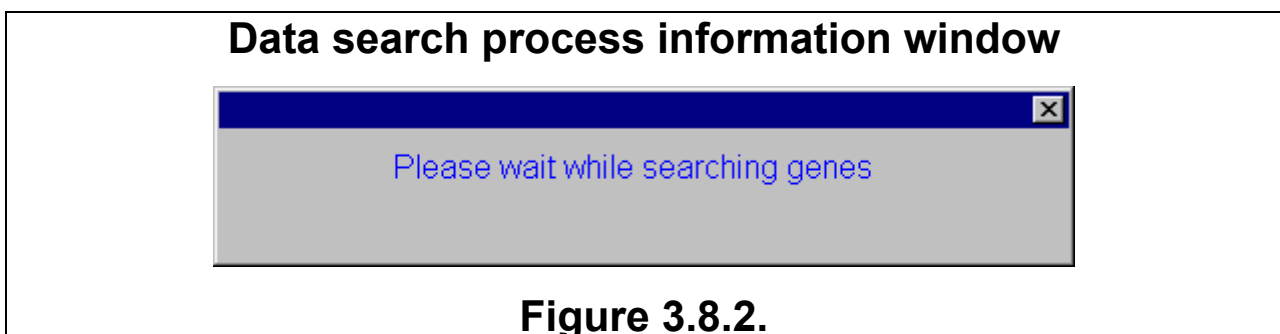 Data search process information window
Please wait while searching genes
Figure 3.8.2.